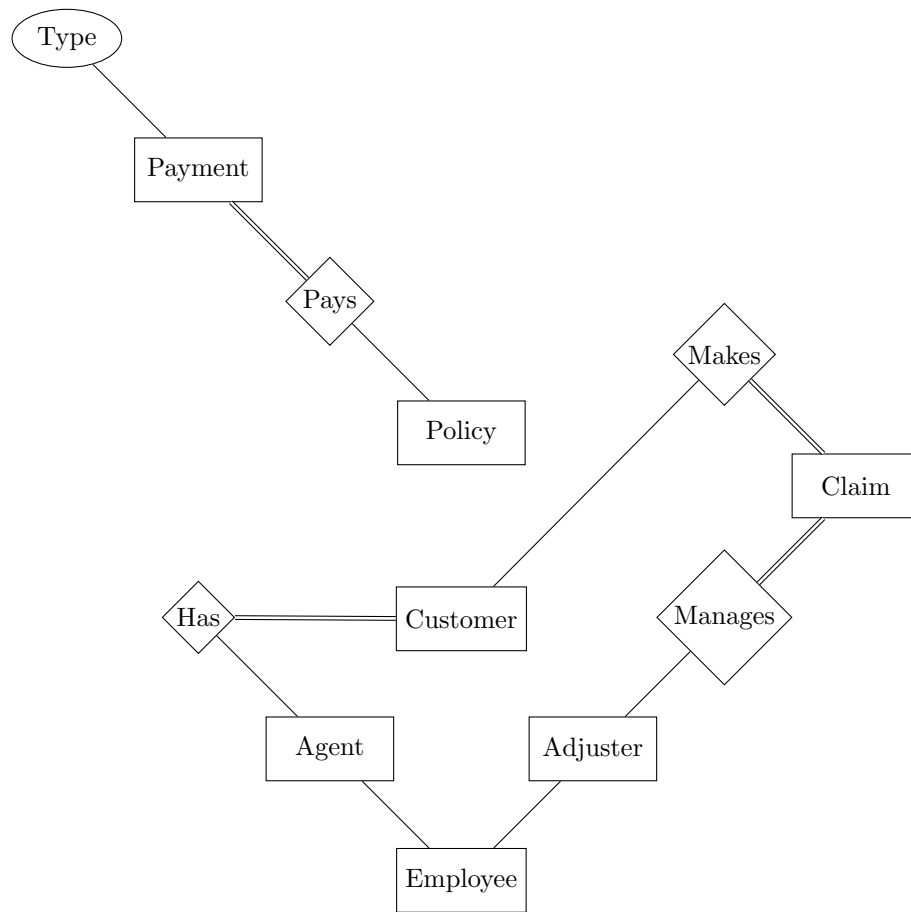 Type
Payment
Pays
Makes
Policy
Claim
Has
Customer
Manages
Agent
Adjuster
Employee